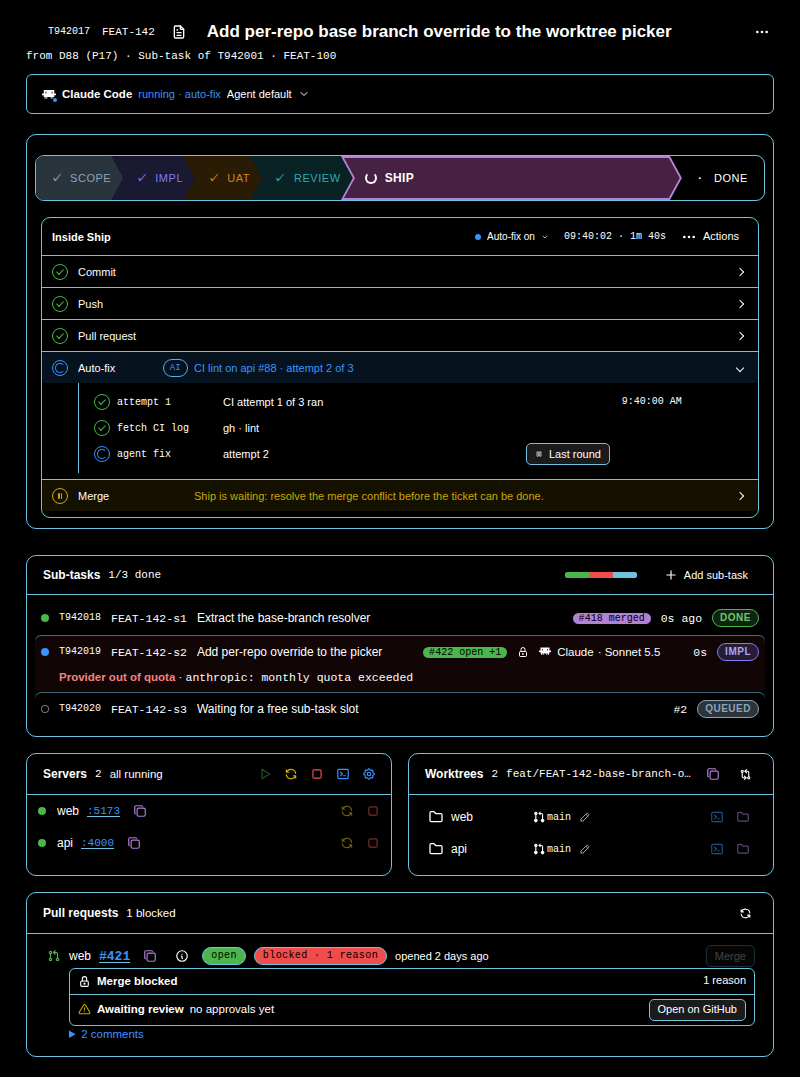 T942017 FEAT-142 Add per-repo base branch override to the worktree picker
from D88 (P17) · Sub-task of T942001 · FEAT-100
Claude Code running · auto-fix Agent default
SCOPE IMPL UAT REVIEW SHIP · DONE
Inside Ship Auto-fix on 09:40:02 · 1m 40s Actions
Commit
Push
Pull request
Auto-fix AI CI lint on api #88 · attempt 2 of 3
attempt 1 CI attempt 1 of 3 ran 9:40:00 AM
fetch CI log gh · lint
agent fix attempt 2 Last round
Merge Ship is waiting: resolve the merge conflict before the ticket can be done.
Sub-tasks 1/3 done Add sub-task
T942018 FEAT-142-s1 Extract the base-branch resolver #418 merged 0s ago DONE
T942019 FEAT-142-s2 Add per-repo override to the picker #422 open +1 Claude · Sonnet 5.5 0s IMPL
Provider out of quota · anthropic: monthly quota exceeded
T942020 FEAT-142-s3 Waiting for a free sub-task slot #2 QUEUED
Servers 2 all running
web :5173
api :4000
Worktrees 2 feat/FEAT-142-base-branch-o…
web main
api main
Pull requests 1 blocked
web #421 open blocked · 1 reason opened 2 days ago Merge
Merge blocked 1 reason
Awaiting review no approvals yet Open on GitHub
2 comments